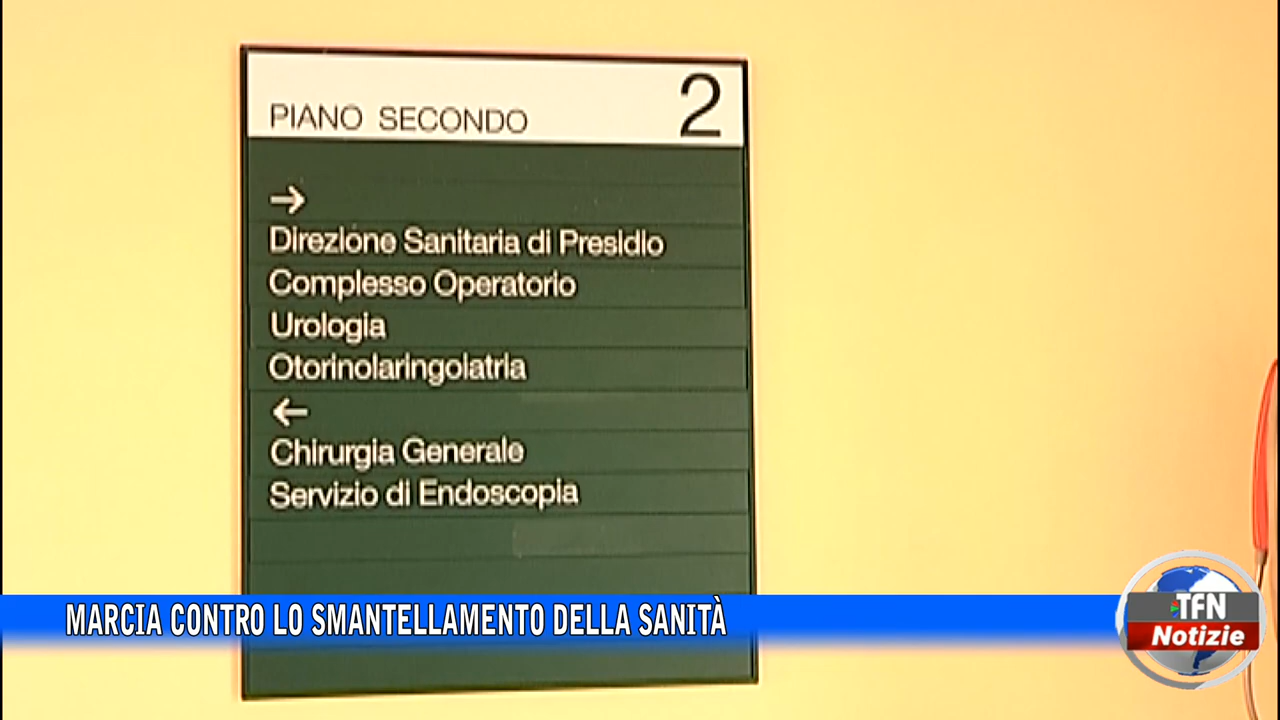 PIANO SECONDO 2
→
Direzione Sanitaria di Presidio
Complesso Operatorio
Urologia
Otorinolaringoiatria
←
Chirurgia Generale
Servizio di Endoscopia
MARCIA CONTRO LO SMANTELLAMENTO DELLA SANITÀ
TFN
Notizie